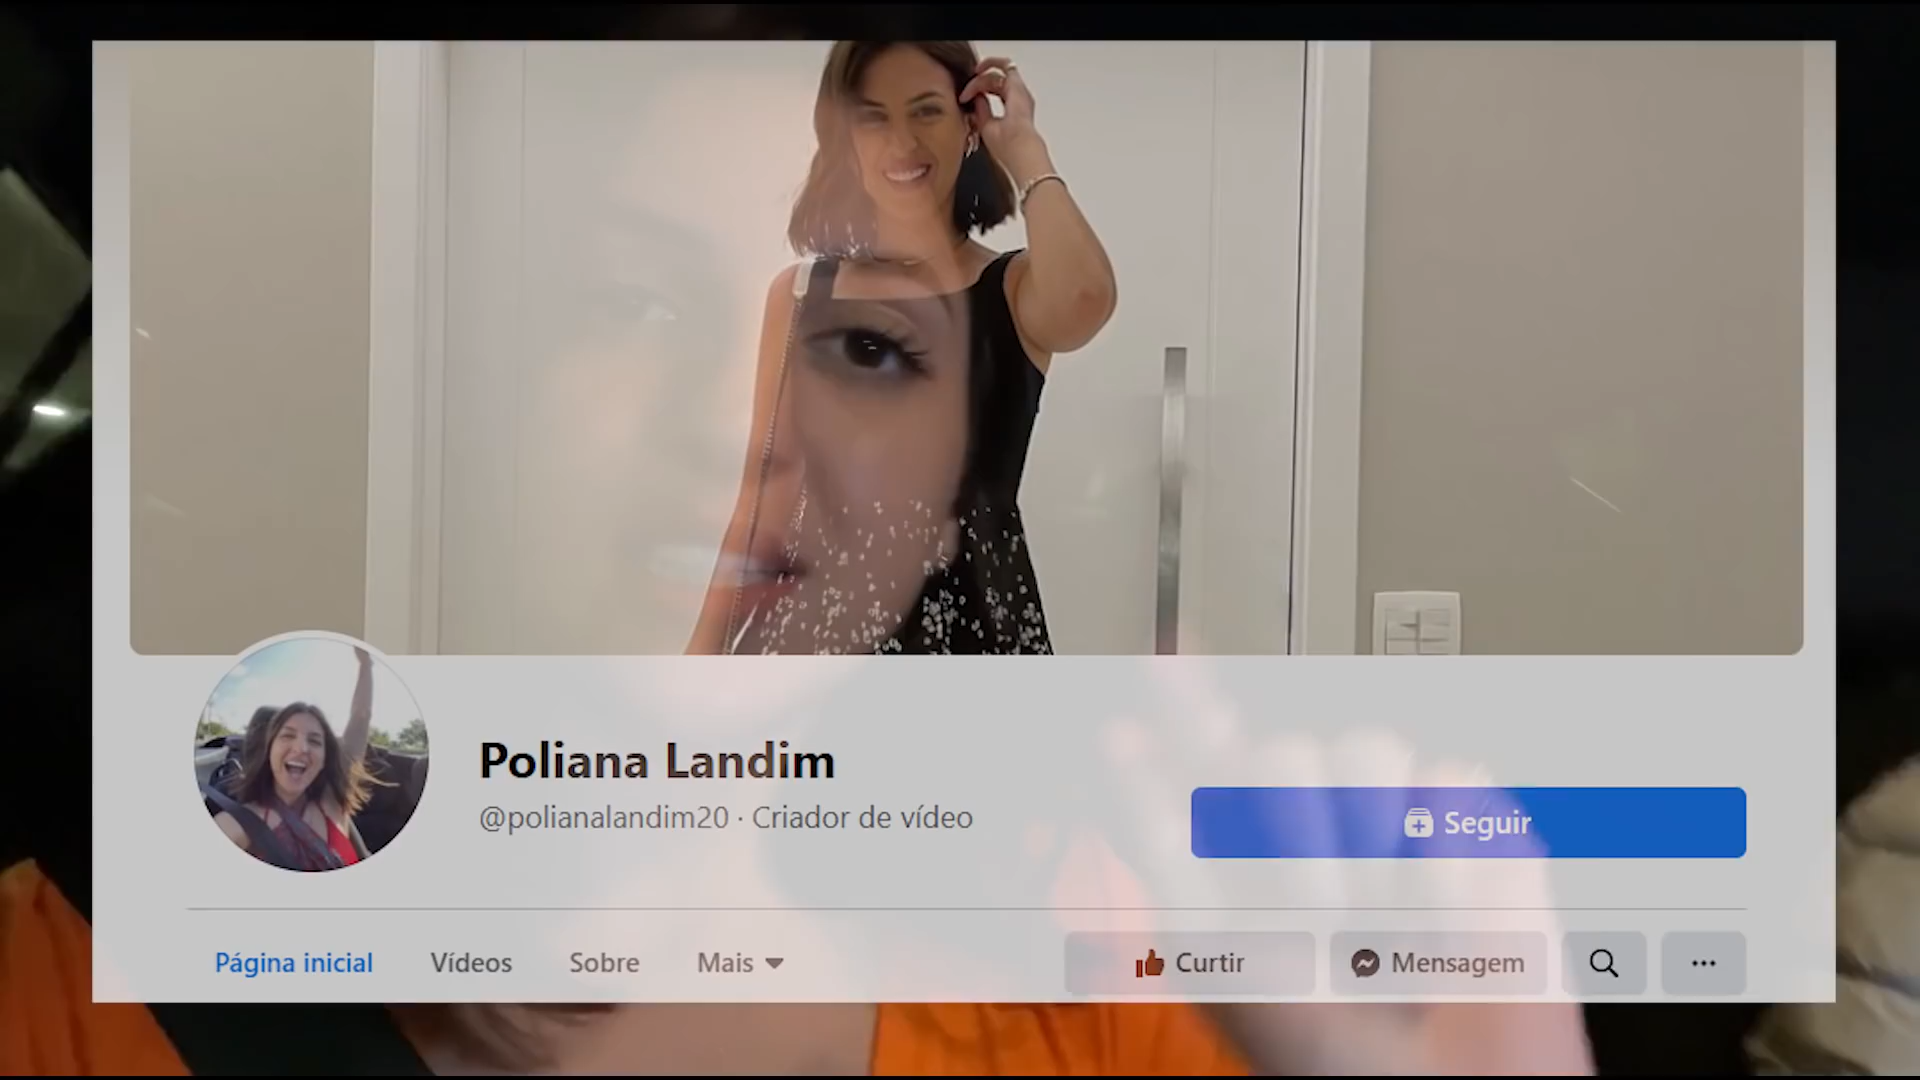 Poliana Landim
@polianalandim20 · Criador de vídeo
Seguir
Página inicial
Vídeos
Sobre
Mais
Curtir
Mensagem